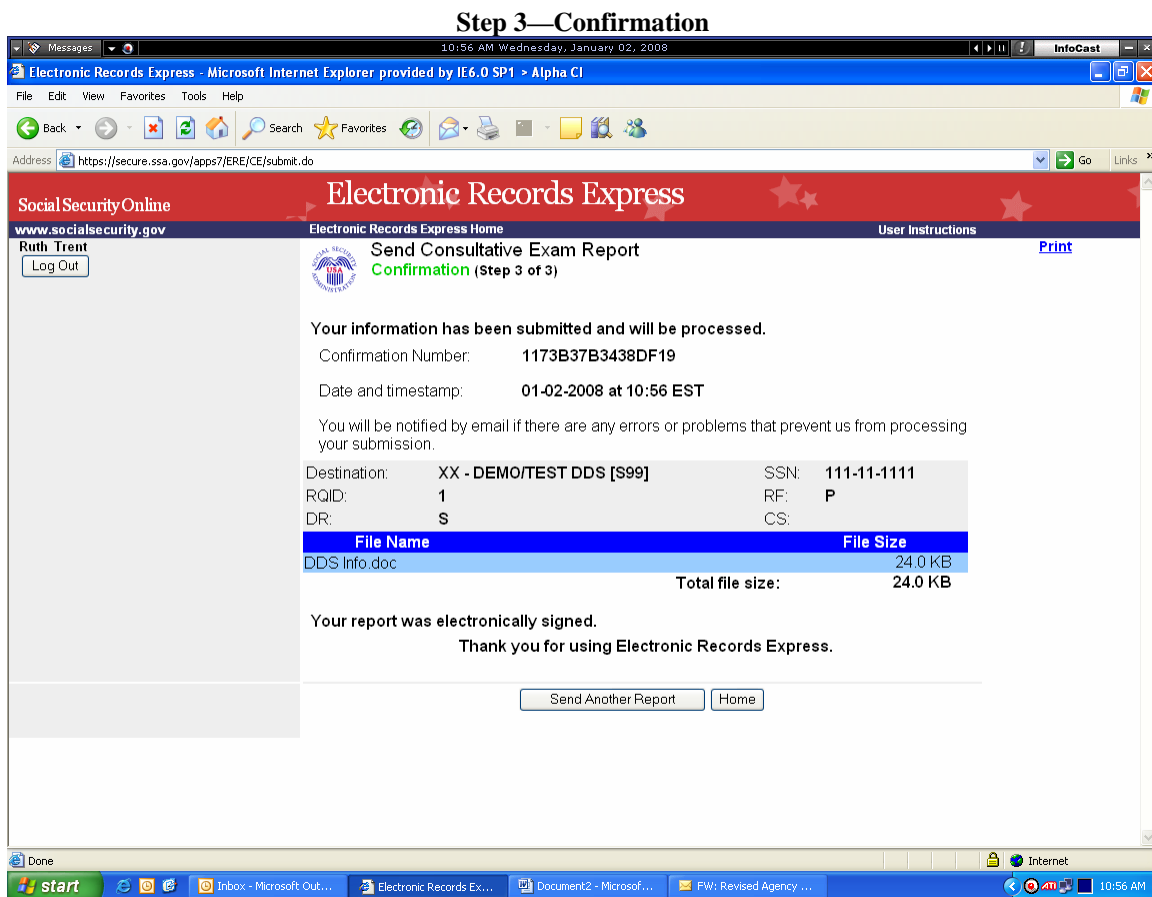 Step 3—Confirmation
Messages 10:56 AM Wednesday, January 02, 2008 InfoCast
Electronic Records Express - Microsoft Internet Explorer provided by IE6.0 SP1 > Alpha CI
File Edit View Favorites Tools Help
Back Search Favorites
Address https://secure.ssa.gov/apps7/ERE/CE/submit.do Go Links
Social Security Online Electronic Records Express
www.socialsecurity.gov Electronic Records Express Home User Instructions
Ruth Trent Send Consultative Exam Report Print
Log Out Confirmation (Step 3 of 3)
SOCIAL SECURITY ADMINISTRATION USA
Your information has been submitted and will be processed.
Confirmation Number: 1173B37B3438DF19
Date and timestamp: 01-02-2008 at 10:56 EST
You will be notified by email if there are any errors or problems that prevent us from processing
your submission.
Destination: XX - DEMO/TEST DDS [S99] SSN: 111-11-1111
RQID: 1 RF: P
DR: S CS:
File Name File Size
DDS Info.doc 24.0 KB
Total file size: 24.0 KB
Your report was electronically signed.
Thank you for using Electronic Records Express.
Send Another Report Home
Done Internet
start Inbox - Microsoft Out... Electronic Records Ex... Document2 - Microsof... FW: Revised Agency ... 10:56 AM